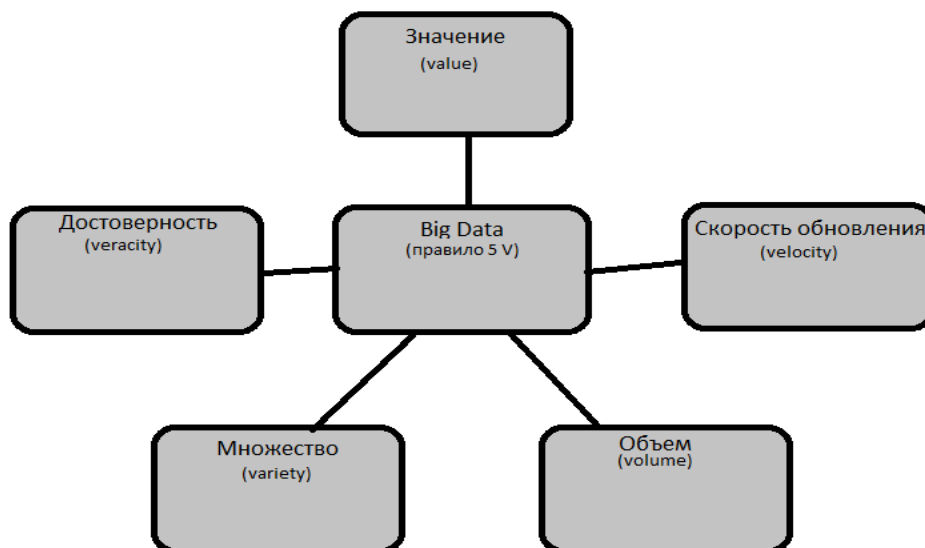 Значение
(value)
Достоверность
(veracity)
Big Data
(правило 5 V)
Скорость обновления
(velocity)
Множество
(variety)
Объем
(volume)